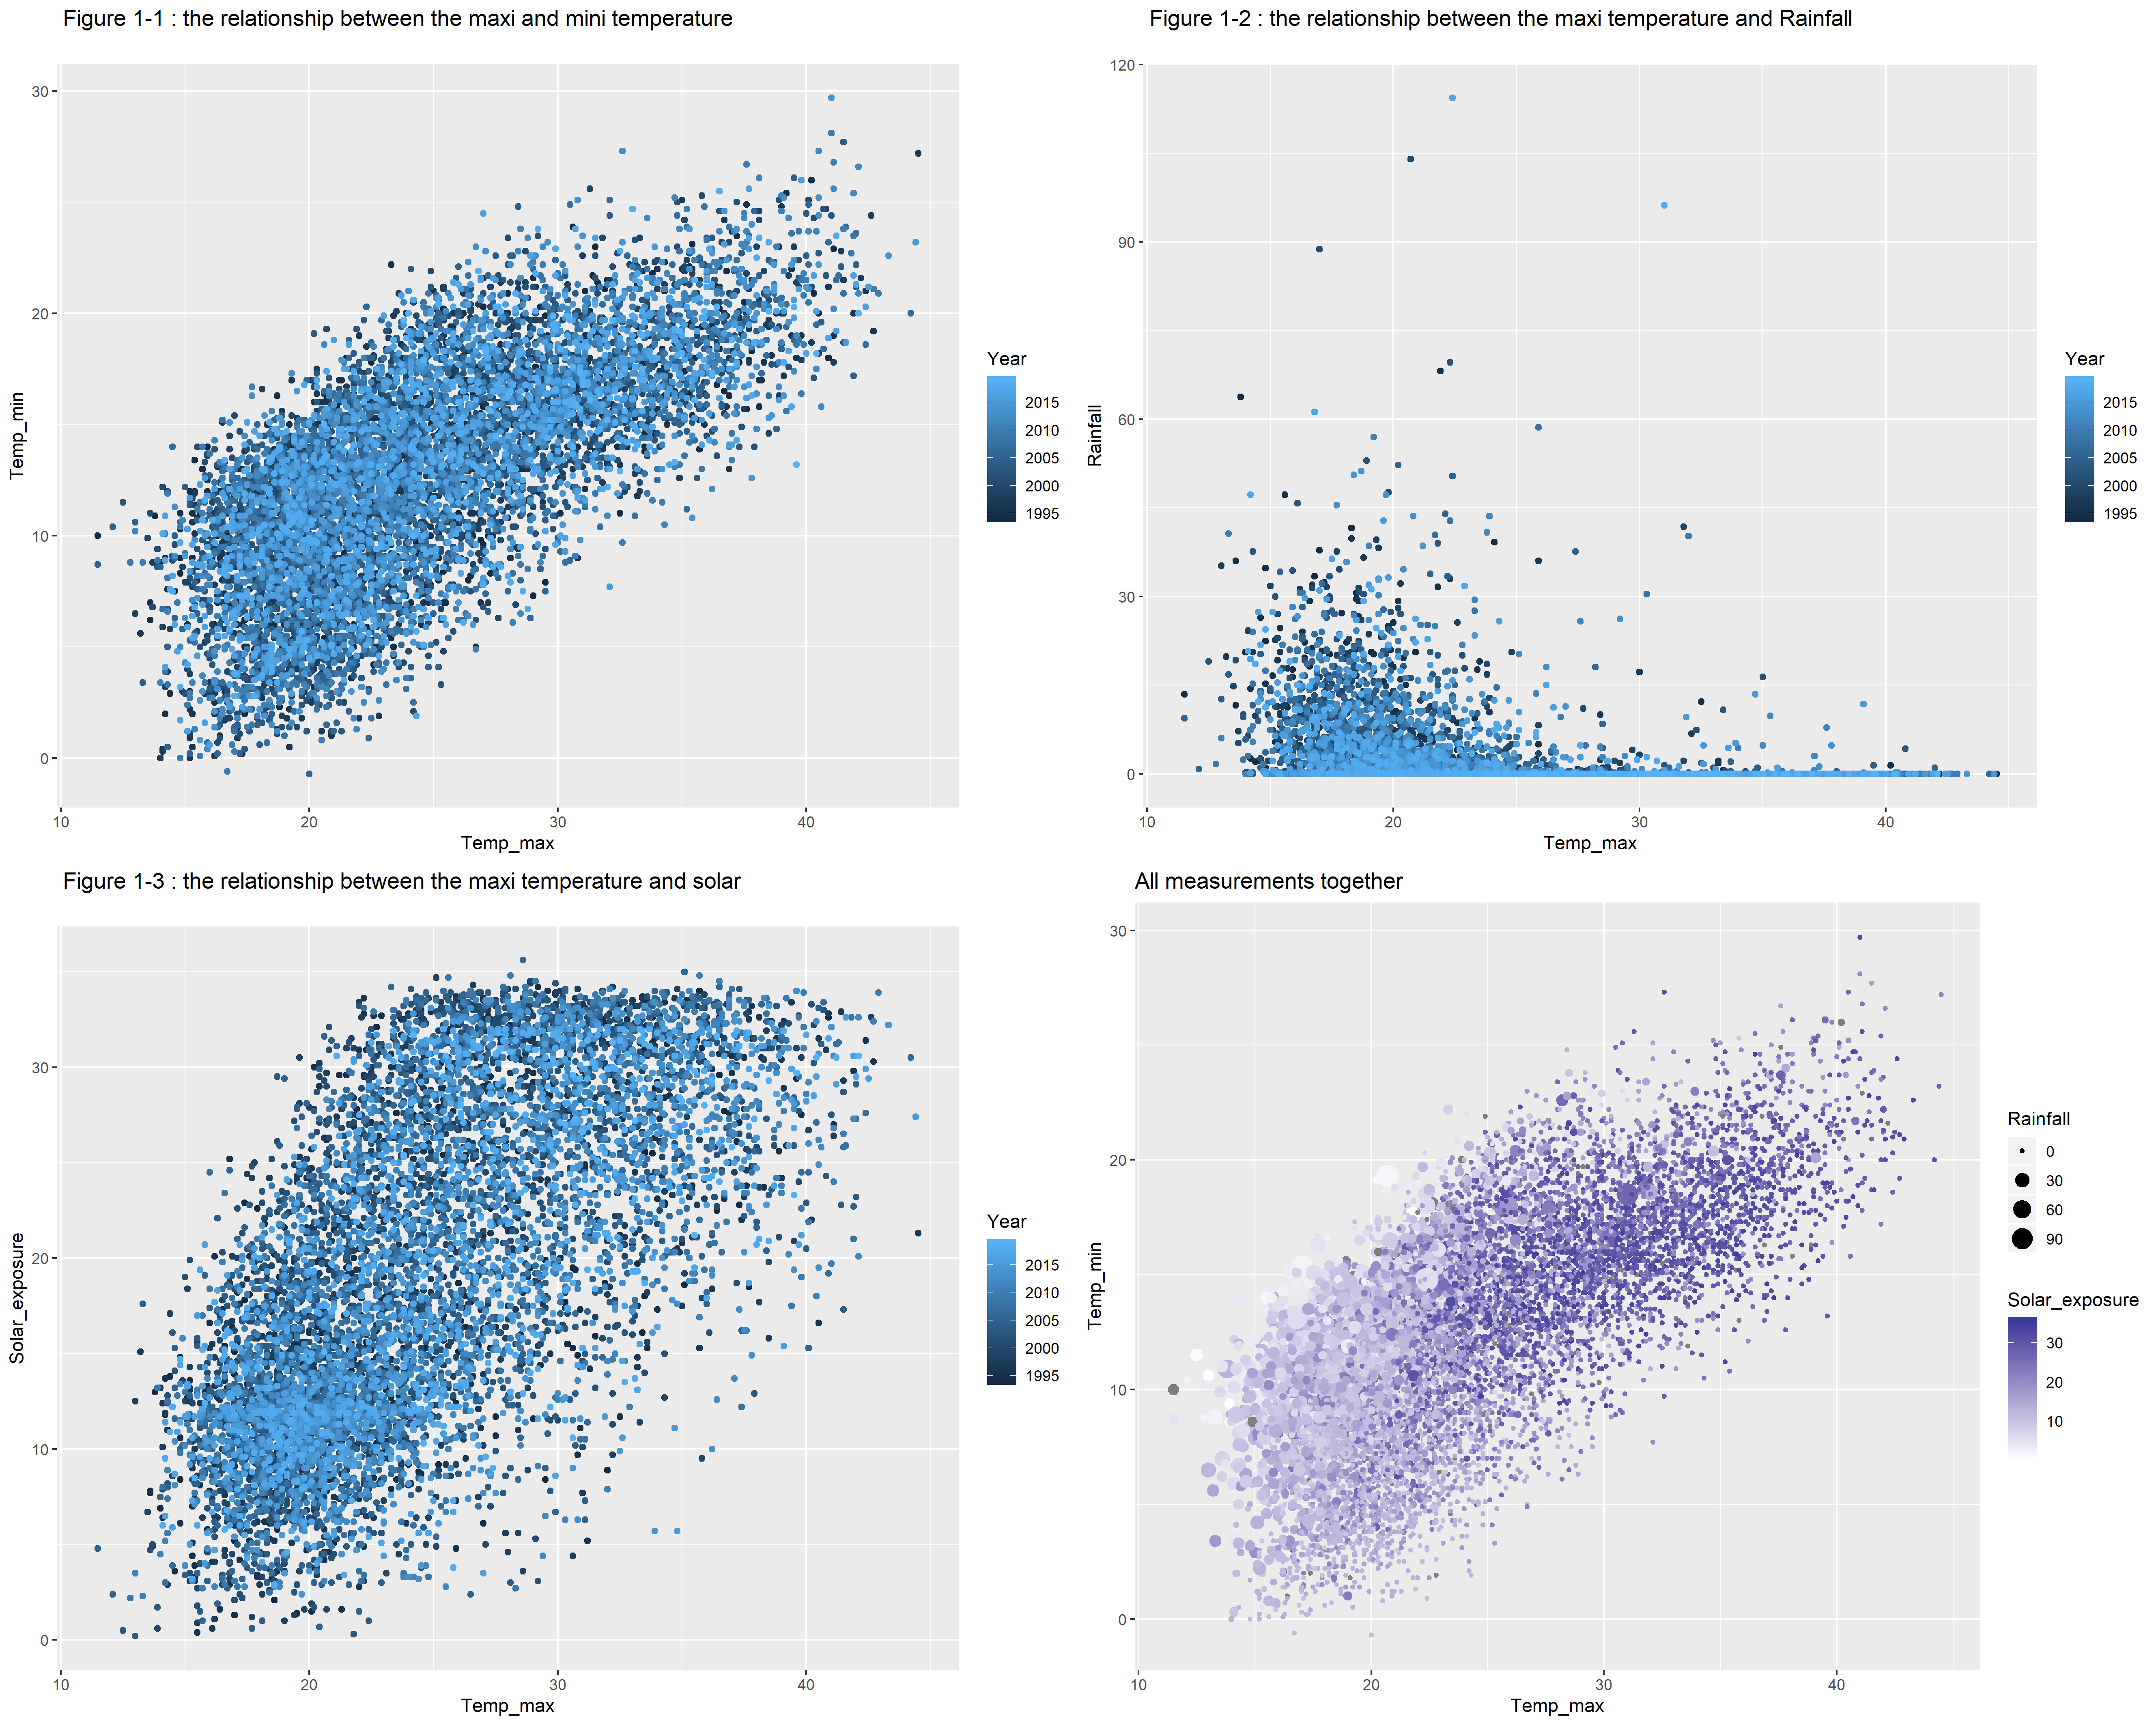 Figure 1-1 : the relationship between the maxi and mini temperature
30
20
10
0
Temp_min
10 20 30 40
Temp_max
Year
2015
2010
2005
2000
1995
Figure 1-2 : the relationship between the maxi temperature and Rainfall
120
90
60
30
0
Rainfall
10 20 30 40
Temp_max
Year
2015
2010
2005
2000
1995
Figure 1-3 : the relationship between the maxi temperature and solar
30
20
10
0
Solar_exposure
10 20 30 40
Temp_max
Year
2015
2010
2005
2000
1995
All measurements together
30
20
10
0
Temp_min
10 20 30 40
Temp_max
Rainfall
0
30
60
90
Solar_exposure
30
20
10